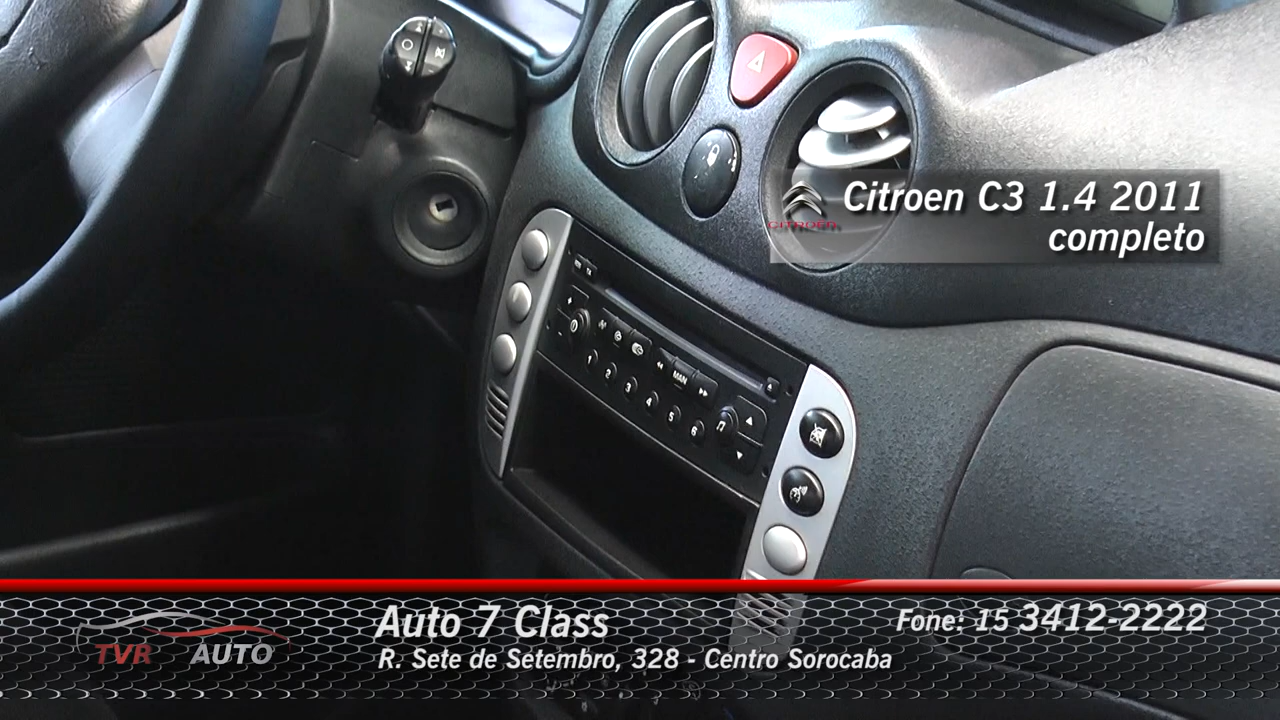 Citroen C3 1.4 2011
CITROËN
completo
MAN
1
2
3
4
5
6
Auto 7 Class
Fone: 15 3412-2222
R. Sete de Setembro, 328 - Centro Sorocaba
TVR AUTO